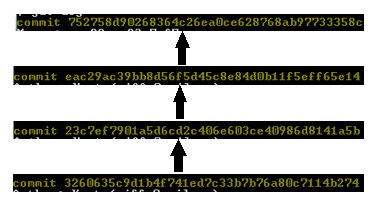 commit 752758d90268364c26ea0ce628768ab97733358c
commit eac29ac39bb8d56f5d45c8e84d0b11f5eff65e14
commit 23c7ef7901a5d6cd2c406e603ce40986d8141a5b
commit 3260635c9d1b4f741ed7c33b7b76a80c7114b274